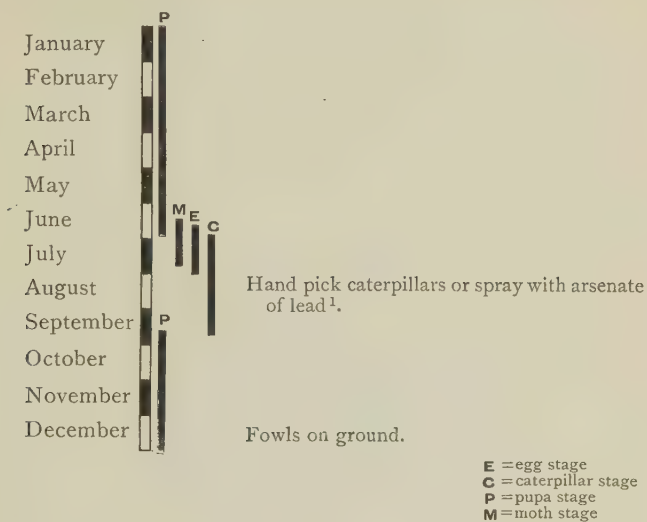 P
January
February
March
April
May
June
M E C
July
August
Hand pick caterpillars or spray with arsenate
of lead¹.
September
P
October
November
December
Fowls on ground.
E = egg stage
C = caterpillar stage
P = pupa stage
M = moth stage